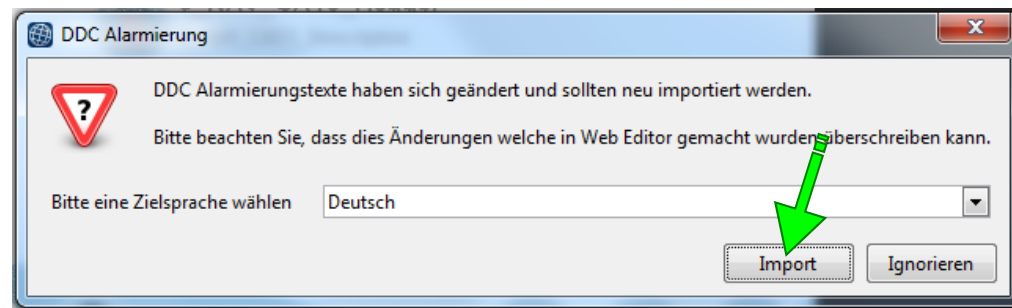 DDC Alarmierung
x
?
DDC Alarmierungstexte haben sich geändert und sollten neu importiert werden.
Bitte beachten Sie, dass dies Änderungen welche in Web Editor gemacht wurden überschreiben kann.
Bitte eine Zielsprache wählen Deutsch
Import Ignorieren